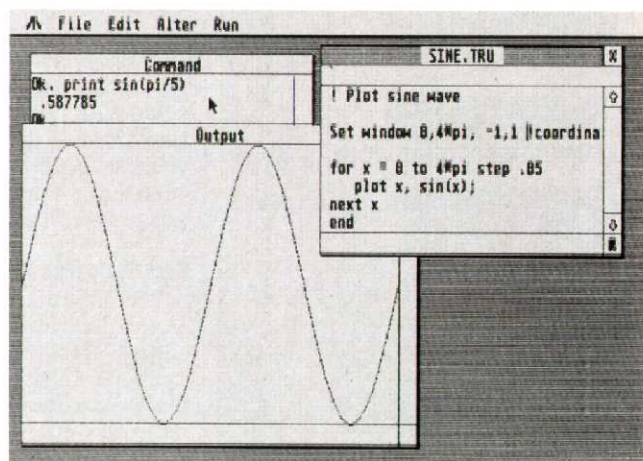 File Edit Alter Run
Command
Ok. print sin(pi/5)
.587785
Ok.
Output
SINE.TRU
! Plot sine wave
Set window 0,4*pi, -1,1 !coordina
for x = 0 to 4*pi step .05
plot x, sin(x);
next x
end